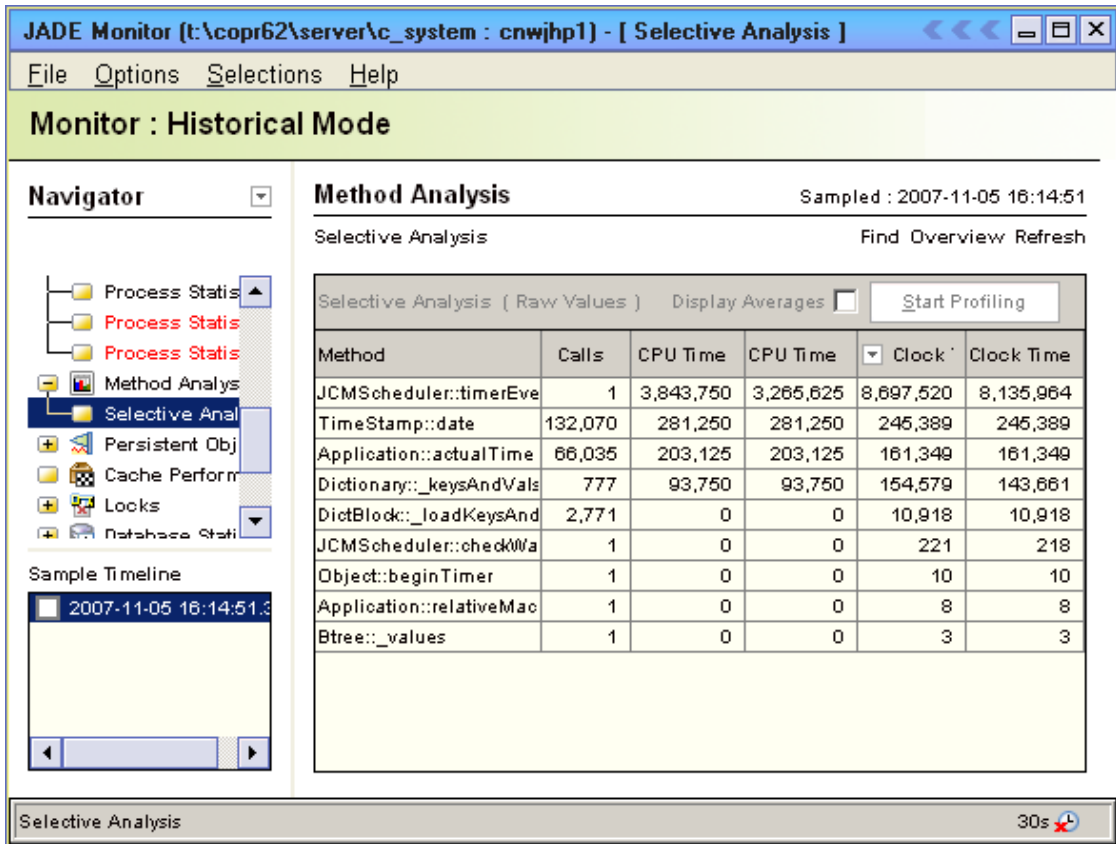 JADE Monitor (t:\copr62\server\c_system : cnwjhp1) - [ Selective Analysis ]
File Options Selections Help
Monitor : Historical Mode
Navigator
Process Statis
Process Statis
Process Statis
Method Analys
Selective Anal
Persistent Obj
Cache Perform
Locks
Database Stati
Sample Timeline
2007-11-05 16:14:51.3
Method Analysis
Sampled : 2007-11-05 16:14:51
Selective Analysis
Find Overview Refresh
Selective Analysis ( Raw Values ) Display Averages Start Profiling
Method Calls CPU Time CPU Time Clock T Clock Time
JCMScheduler::timerEve 1 3,843,750 3,265,625 8,697,520 8,135,964
TimeStamp::date 132,070 281,250 281,250 245,389 245,389
Application::actualTime 66,035 203,125 203,125 161,349 161,349
Dictionary::_keysAndVals 777 93,750 93,750 154,579 143,661
DictBlock::_loadKeysAnd 2,771 0 0 10,918 10,918
JCMScheduler::checkWa 1 0 0 221 218
Object::beginTimer 1 0 0 10 10
Application::relativeMac 1 0 0 8 8
Btree::_values 1 0 0 3 3
Selective Analysis
30s